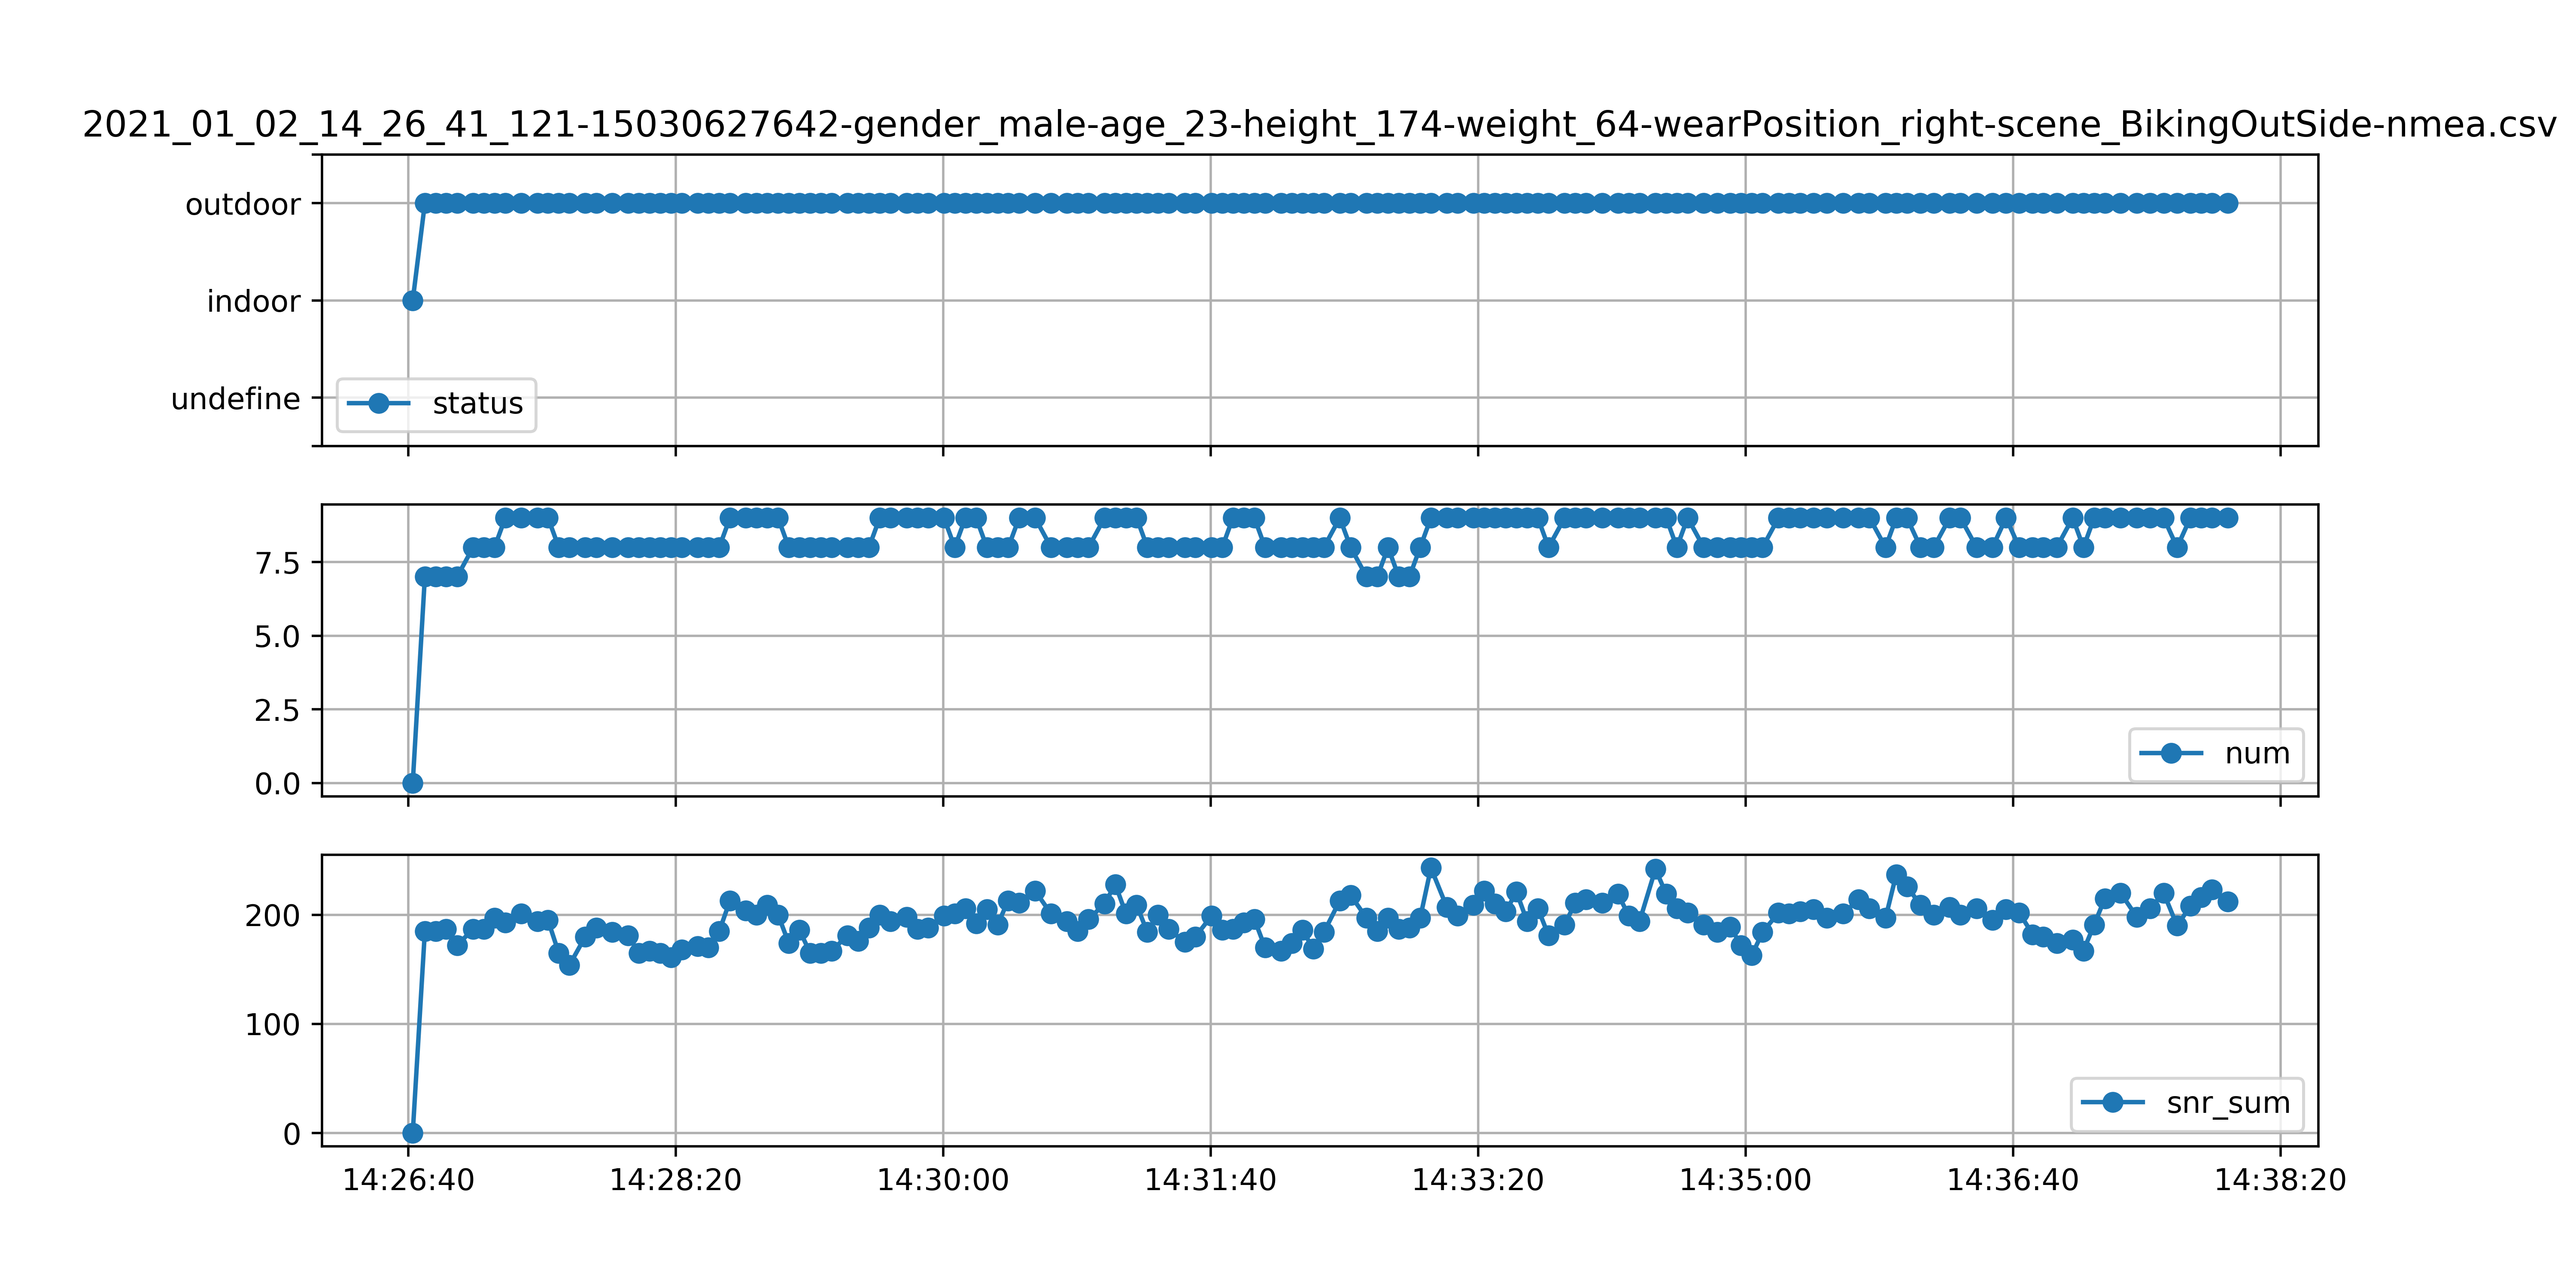 2021_01_02_14_26_41_121-15030627642-gender_male-age_23-height_174-weight_64-wearPosition_right-scene_BikingOutSide-nmea.csv
outdoor
indoor
undefine
status
7.5
5.0
2.5
0.0
num
200
100
0
snr_sum
14:26:40 14:28:20 14:30:00 14:31:40 14:33:20 14:35:00 14:36:40 14:38:20